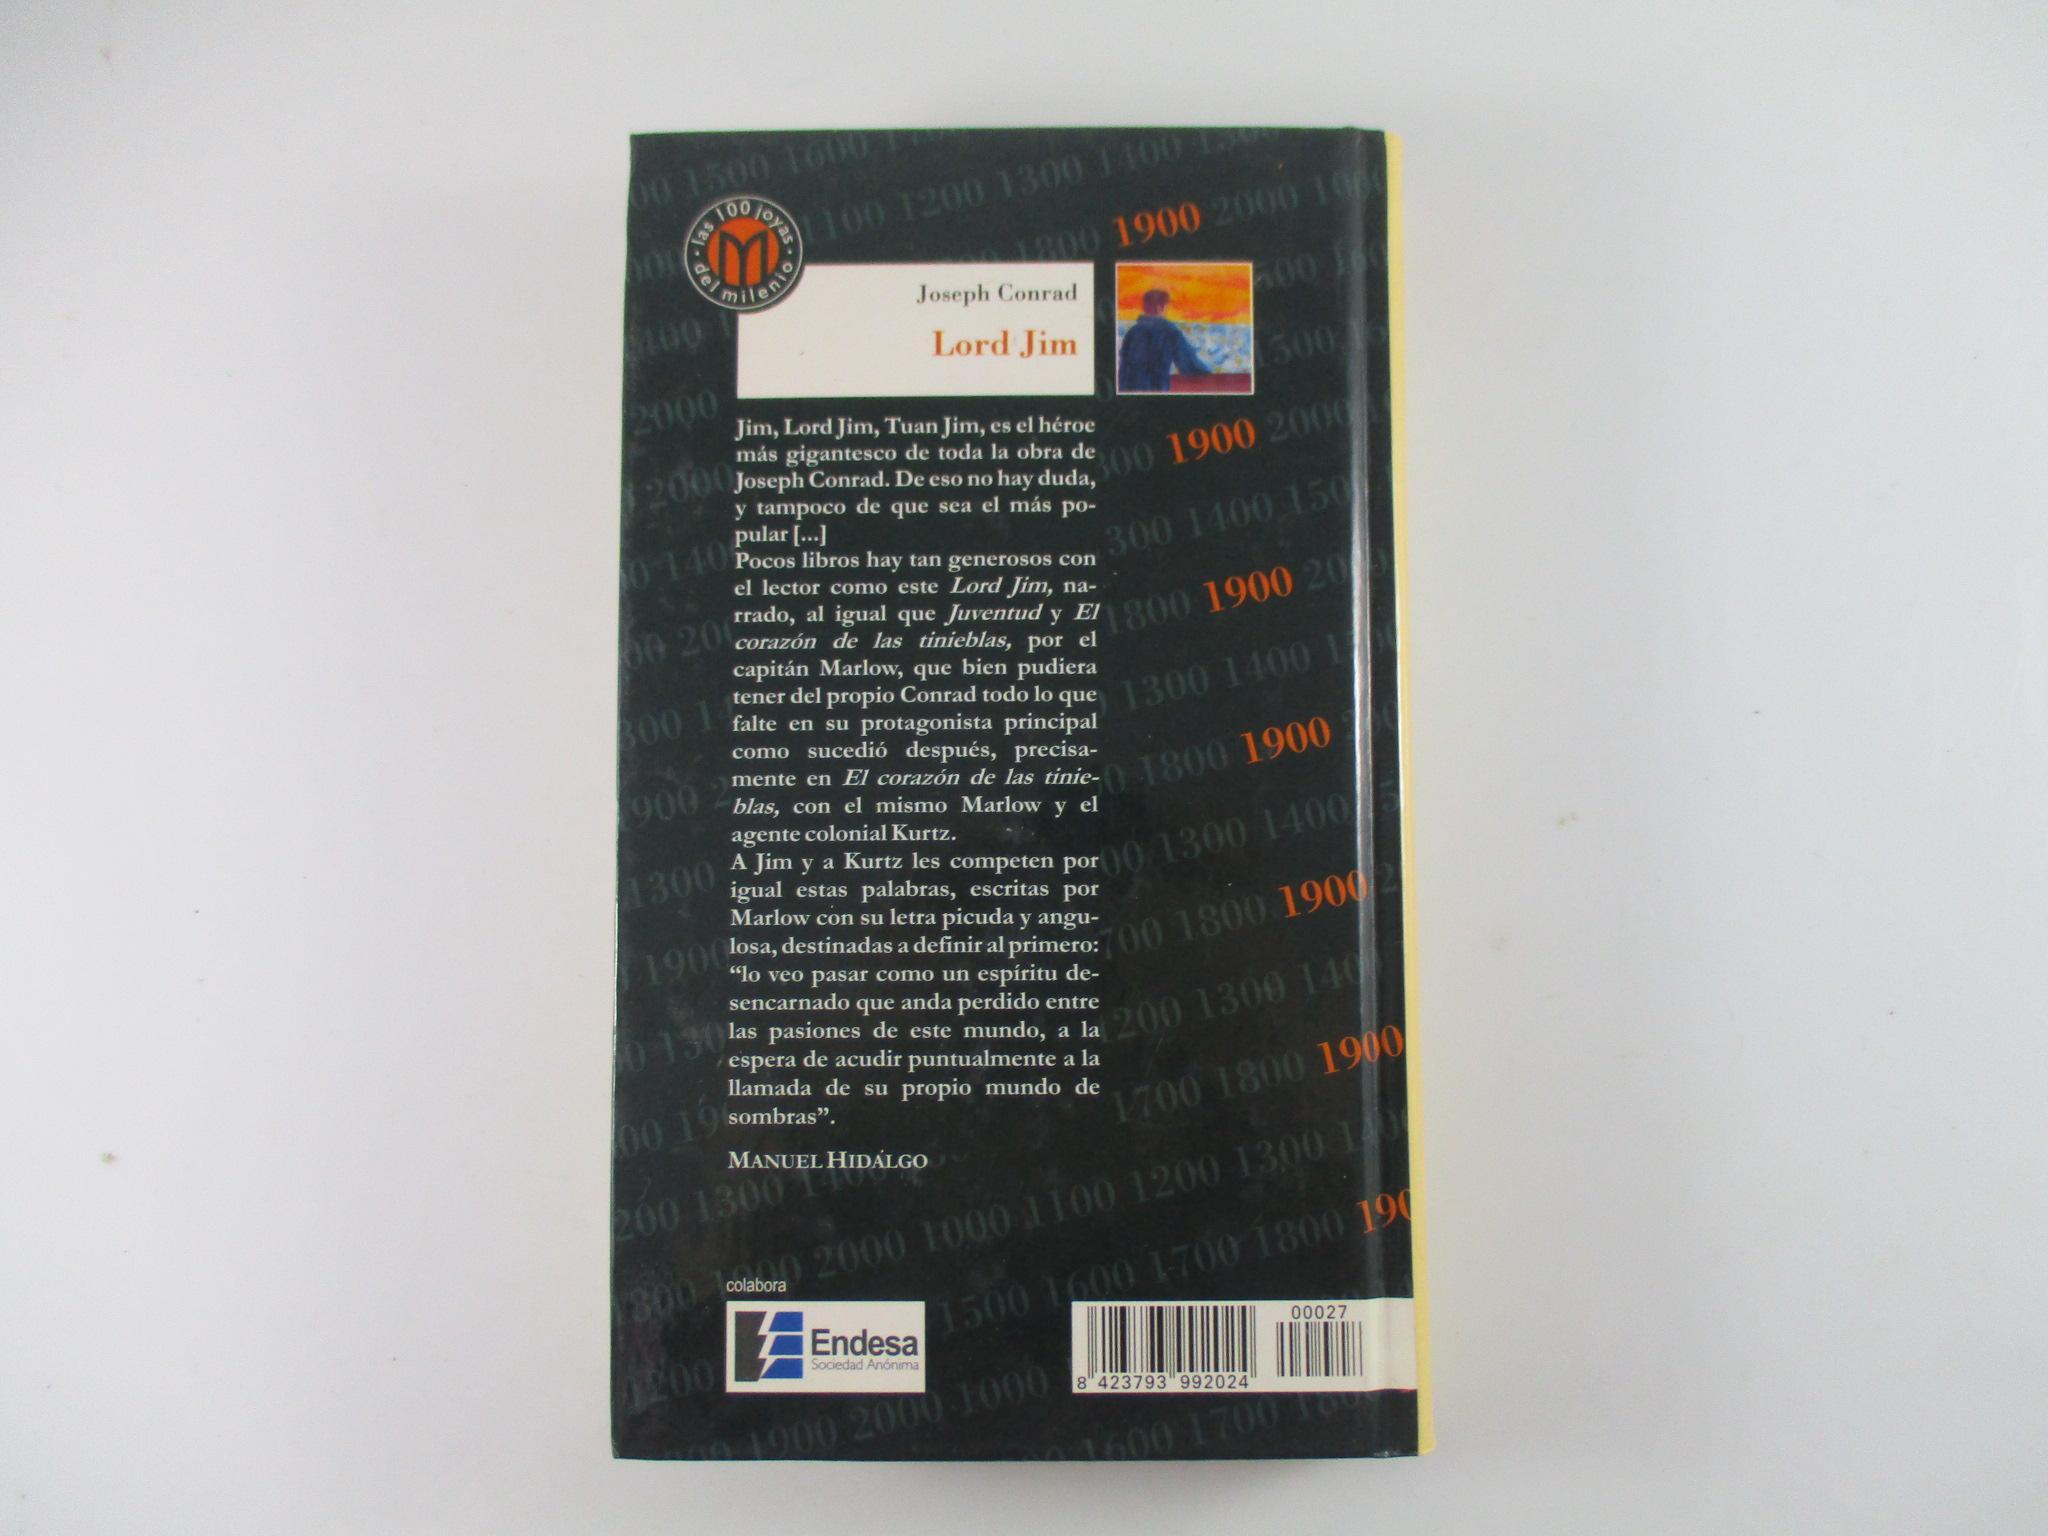 las 100 joyas
del milenio
M
Joseph Conrad
Lord Jim
Jim, Lord Jim, Tuan Jim, es el héroe
más gigantesco de toda la obra de
Joseph Conrad. De eso no hay duda,
y tampoco de que sea el más po-
pular [...]
Pocos libros hay tan generosos con
el lector como este Lord Jim, na-
rrado, al igual que Juventud y El
corazón de las tinieblas, por el
capitán Marlow, que bien pudiera
tener del propio Conrad todo lo que
falte en su protagonista principal
como sucedió después, precisa-
mente en El corazón de las tinie-
blas, con el mismo Marlow y el
agente colonial Kurtz.
A Jim y a Kurtz les competen por
igual estas palabras, escritas por
Marlow con su letra picuda y angu-
losa, destinadas a definir al primero:
“lo veo pasar como un espíritu de-
sencarnado que anda perdido entre
las pasiones de este mundo, a la
espera de acudir puntualmente a la
llamada de su propio mundo de
sombras”.
MANUEL HIDALGO
1900
1900
1900
1900
1900
1900
colabora
Endesa
Sociedad Anónima
00027
8 423793 992024